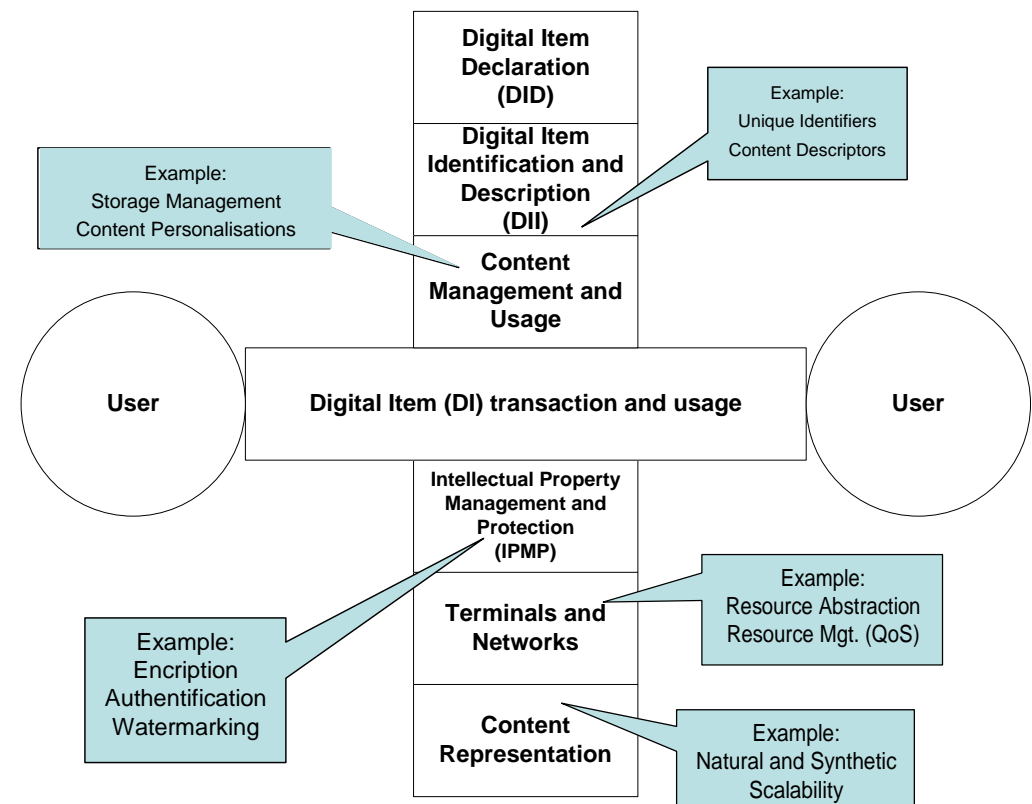 Digital Item
Declaration
(DID)
Example:
Unique Identifiers
Content Descriptors
Digital Item
Identification and
Description
(DII)
Example:
Storage Management
Content Personalisations
Content
Management and
Usage
User
Digital Item (DI) transaction and usage
User
Intellectual Property
Management and
Protection
(IPMP)
Example:
Resource Abstraction
Resource Mgt. (QoS)
Terminals and
Networks
Example:
Encription
Authentification
Watermarking
Content
Representation
Example:
Natural and Synthetic
Scalability